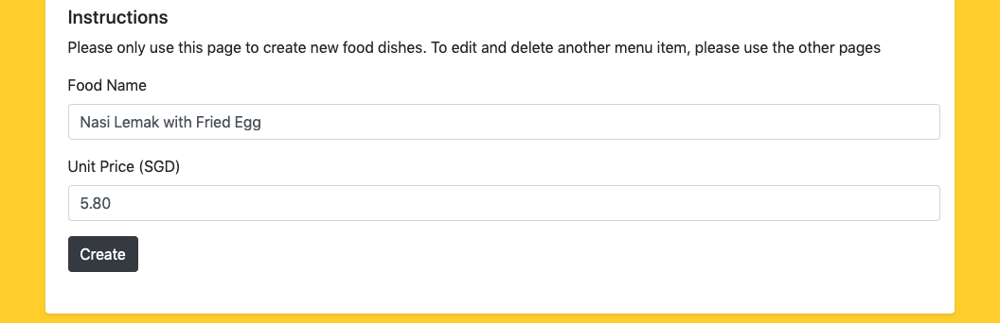 Instructions
Please only use this page to create new food dishes. To edit and delete another menu item, please use the other pages
Food Name
Nasi Lemak with Fried Egg
Unit Price (SGD)
5.80
Create